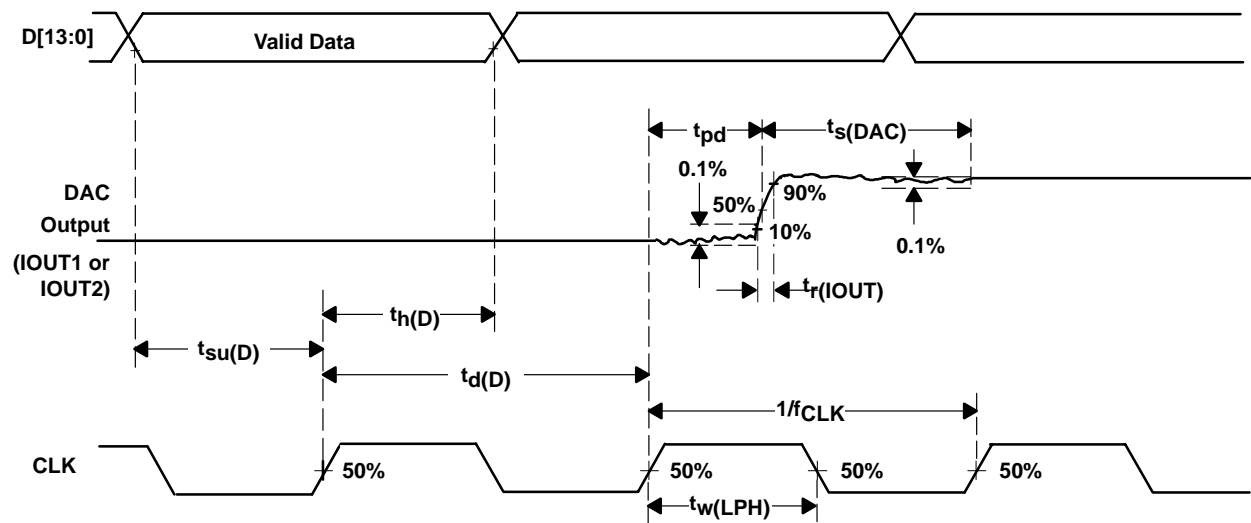 D[13:0]
Valid Data
tpd
ts(DAC)
0.1%
DAC
Output
(IOUT1 or
IOUT2)
50%
90%
10%
0.1%
tr(IOUT)
th(D)
tsu(D)
td(D)
1/fCLK
CLK
50%
50%
50%
50%
tw(LPH)